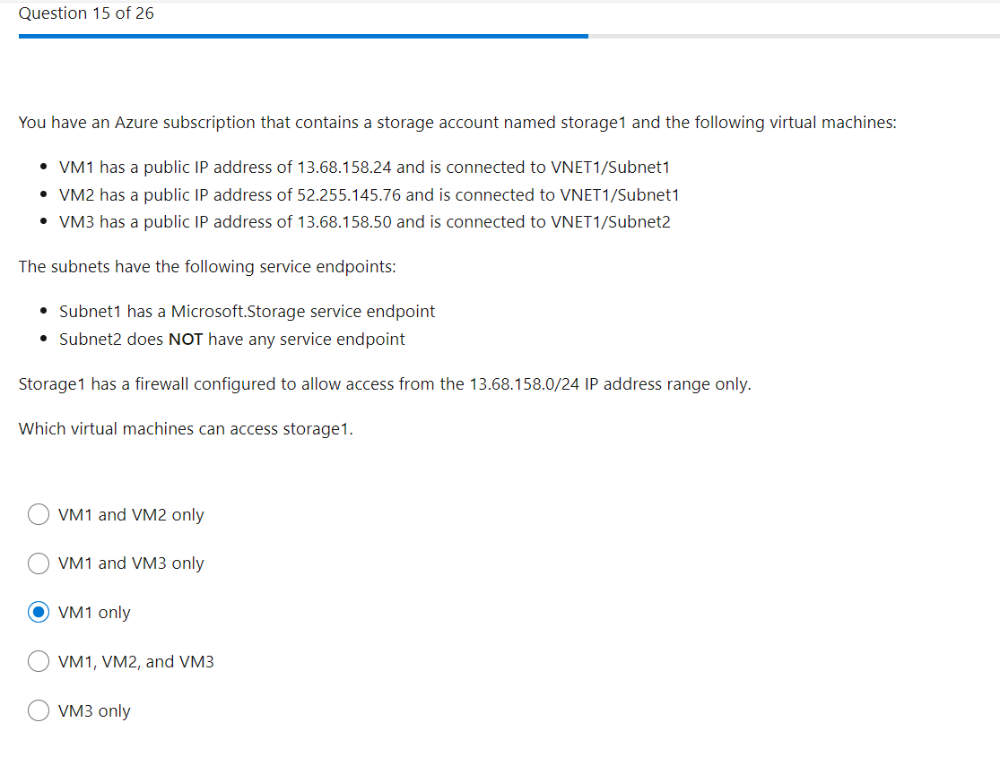 Question 15 of 26
You have an Azure subscription that contains a storage account named storage1 and the following virtual machines:
• VM1 has a public IP address of 13.68.158.24 and is connected to VNET1/Subnet1
• VM2 has a public IP address of 52.255.145.76 and is connected to VNET1/Subnet1
• VM3 has a public IP address of 13.68.158.50 and is connected to VNET1/Subnet2
The subnets have the following service endpoints:
• Subnet1 has a Microsoft.Storage service endpoint
• Subnet2 does NOT have any service endpoint
Storage1 has a firewall configured to allow access from the 13.68.158.0/24 IP address range only.
Which virtual machines can access storage1.
VM1 and VM2 only
VM1 and VM3 only
VM1 only
VM1, VM2, and VM3
VM3 only